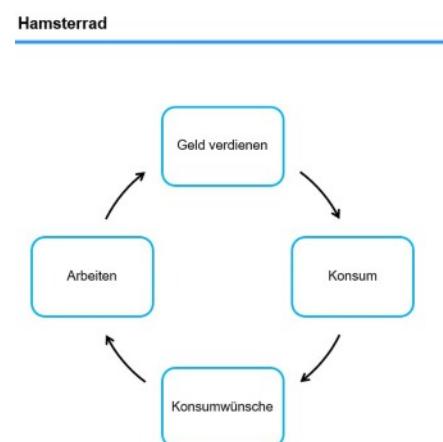 Hamsterrad
Geld verdienen
Arbeiten
Konsum
Konsumwünsche